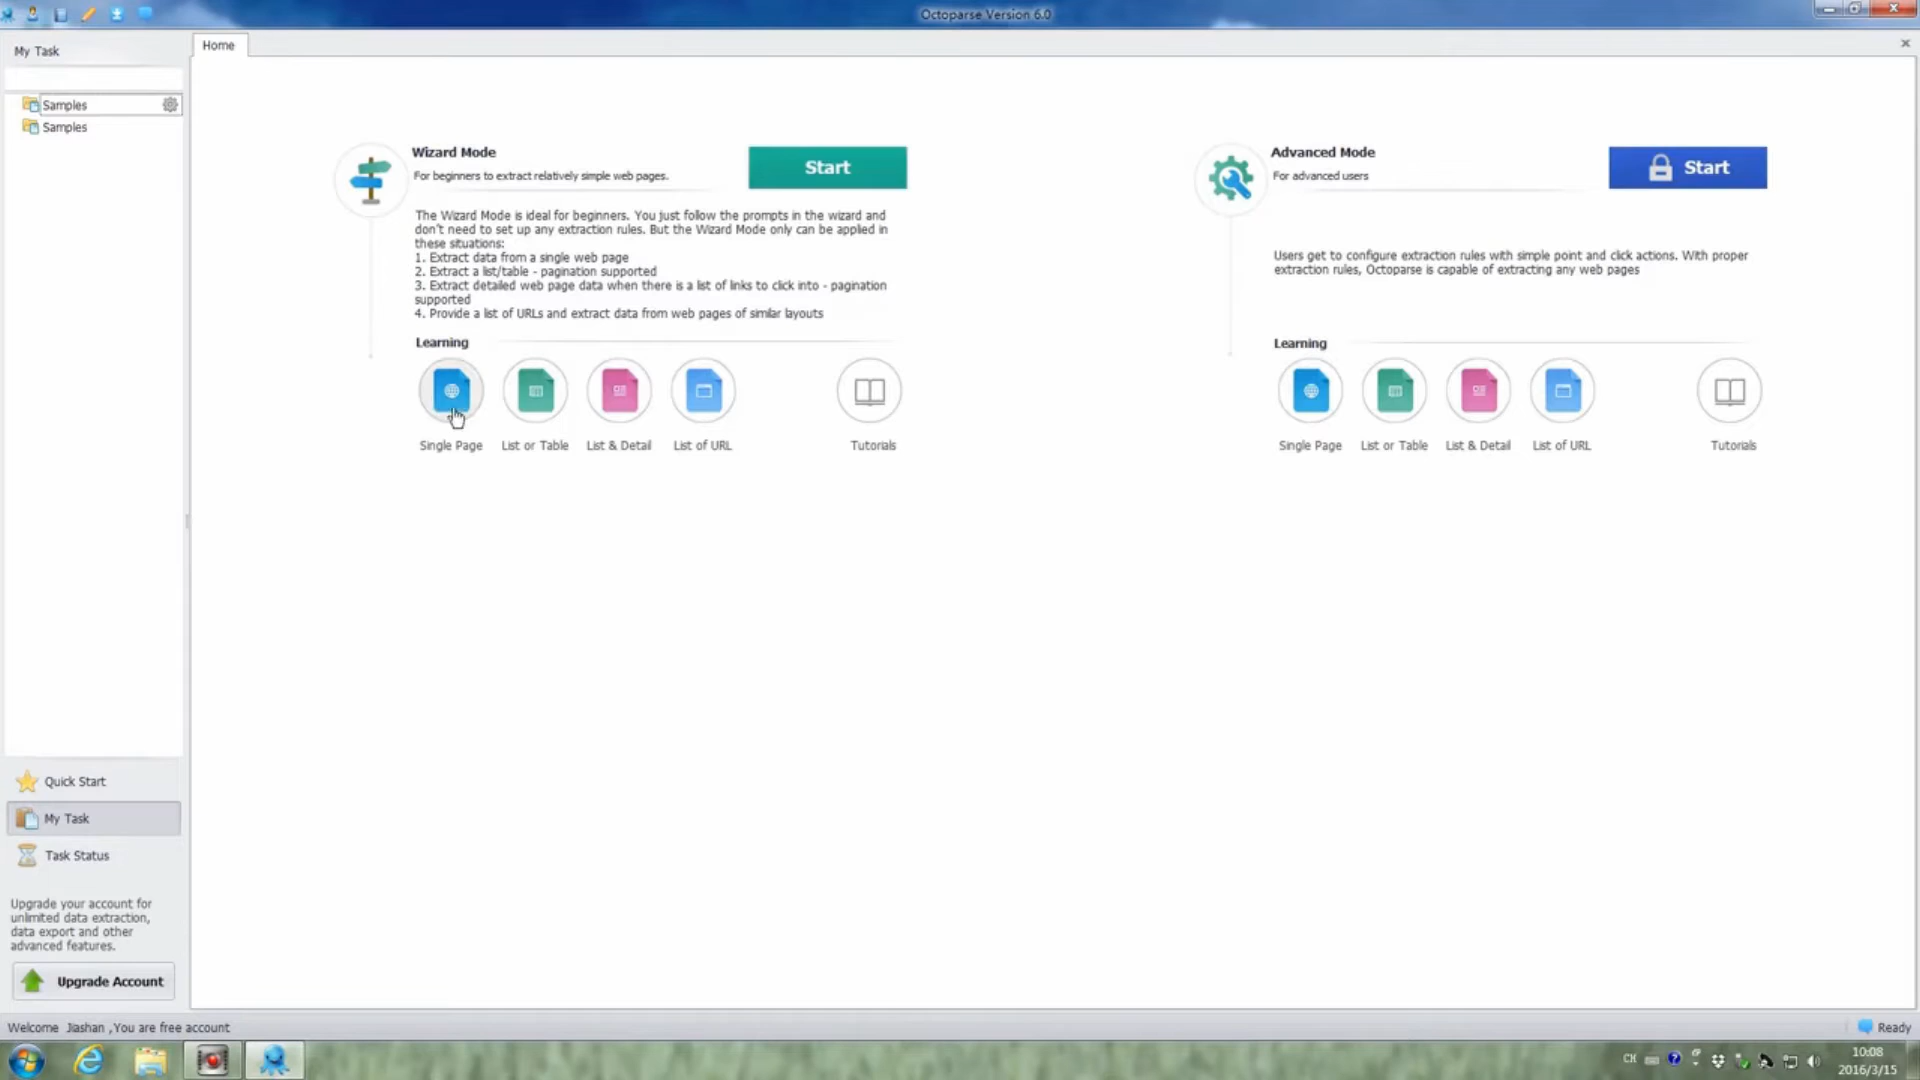 Octoparse Version 6.0
My Task
Home
Samples
Samples
Wizard Mode
For beginners to extract relatively simple web pages.
Start
The Wizard Mode is ideal for beginners. You just follow the prompts in the wizard and
don't need to set up any extraction rules. But the Wizard Mode only can be applied in
these situations:
1. Extract data from a single web page
2. Extract a list/table - pagination supported
3. Extract detailed web page data when there is a list of links to click into - pagination
supported
4. Provide a list of URLs and extract data from web pages of similar layouts
Learning
Single Page
List or Table
List & Detail
List of URL
Tutorials
Advanced Mode
For advanced users
Start
Users get to configure extraction rules with simple point and click actions. With proper
extraction rules, Octoparse is capable of extracting any web pages
Learning
Single Page
List or Table
List & Detail
List of URL
Tutorials
Quick Start
My Task
Task Status
Upgrade your account for
unlimited data extraction,
data export and other
advanced features.
Upgrade Account
Welcome Jiashan ,You are free account
Ready
CH
10:08
2016/3/15